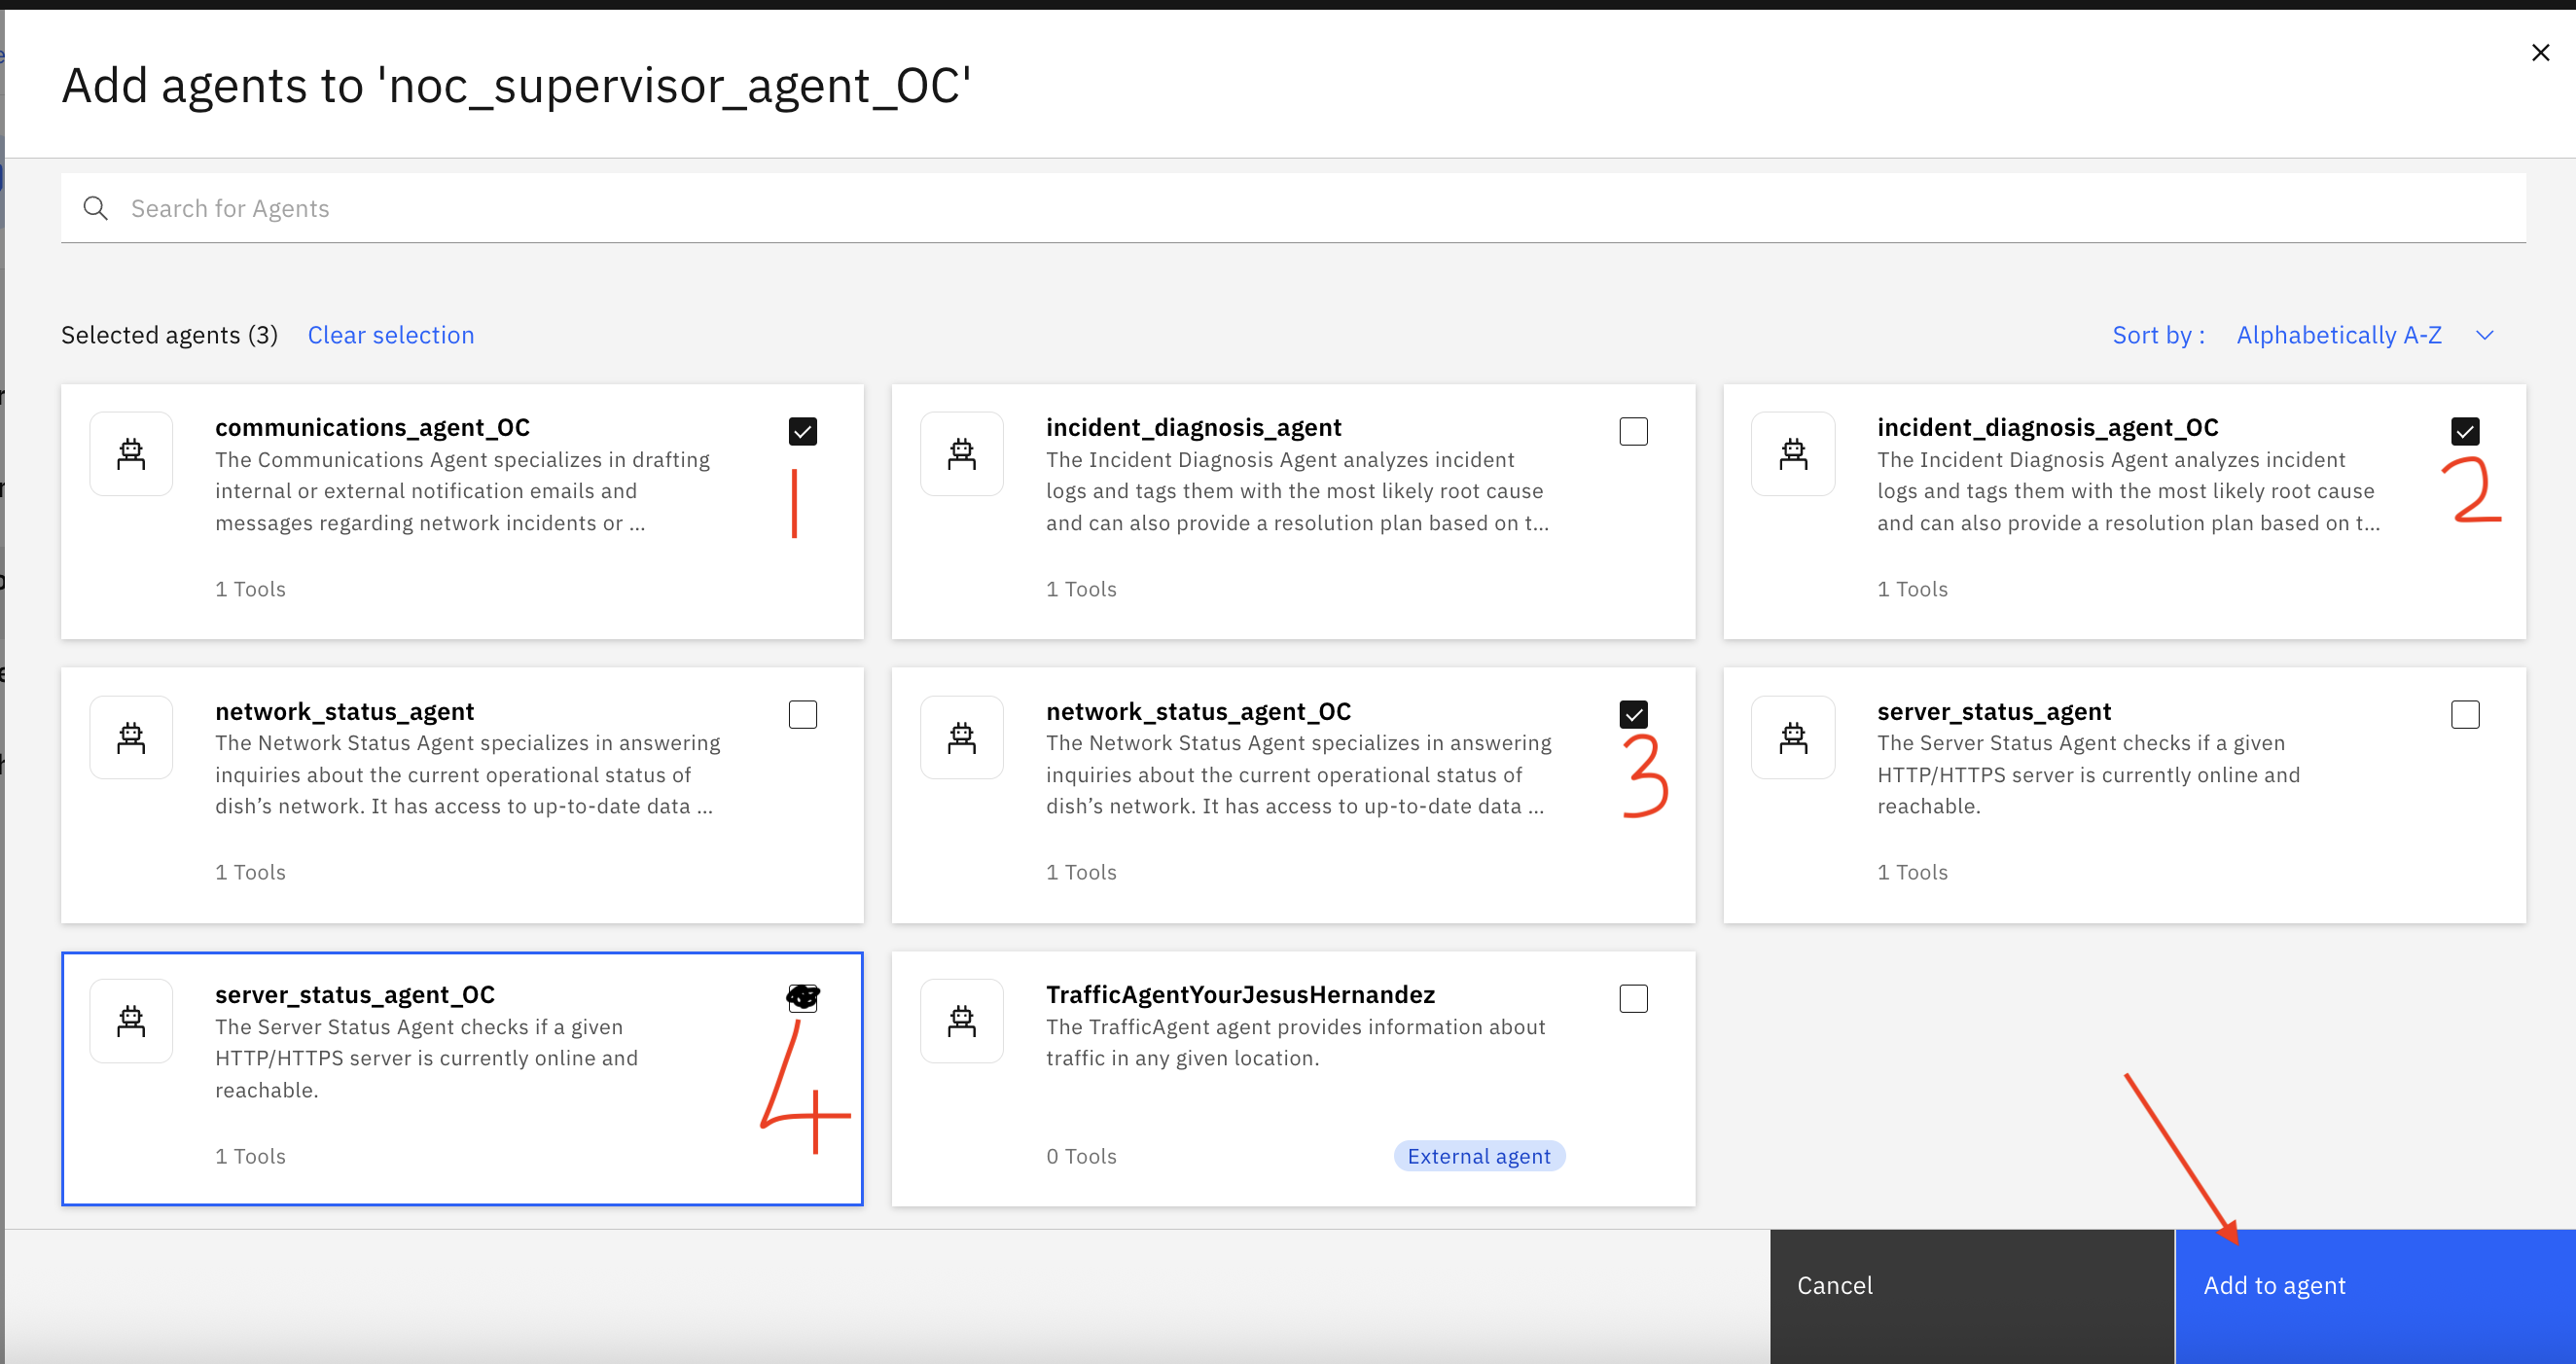 Add agents to 'noc_supervisor_agent_OC'
Search for Agents
Selected agents (3) Clear selection
Sort by : Alphabetically A-Z
communications_agent_OC
The Communications Agent specializes in drafting
internal or external notification emails and
messages regarding network incidents or ...
1 Tools
1
incident_diagnosis_agent
The Incident Diagnosis Agent analyzes incident
logs and tags them with the most likely root cause
and can also provide a resolution plan based on t...
1 Tools
incident_diagnosis_agent_OC
The Incident Diagnosis Agent analyzes incident
logs and tags them with the most likely root cause
and can also provide a resolution plan based on t...
1 Tools
2
network_status_agent
The Network Status Agent specializes in answering
inquiries about the current operational status of
dish’s network. It has access to up-to-date data ...
1 Tools
network_status_agent_OC
The Network Status Agent specializes in answering
inquiries about the current operational status of
dish’s network. It has access to up-to-date data ...
1 Tools
3
server_status_agent
The Server Status Agent checks if a given
HTTP/HTTPS server is currently online and
reachable.
1 Tools
server_status_agent_OC
The Server Status Agent checks if a given
HTTP/HTTPS server is currently online and
reachable.
1 Tools
4
TrafficAgentYourJesusHernandez
The TrafficAgent agent provides information about
traffic in any given location.
0 Tools
External agent
Cancel
Add to agent